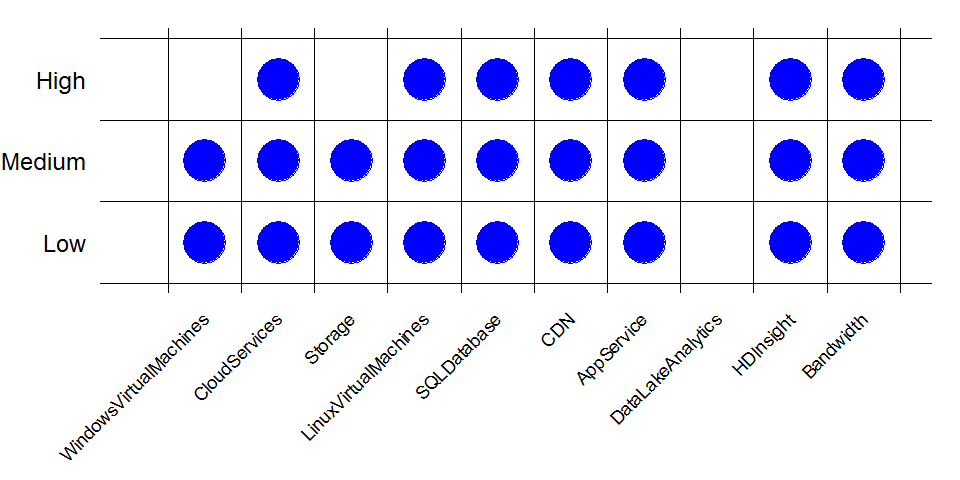 High
Medium
Low
WindowsVirtualMachines
CloudServices
Storage
LinuxVirtualMachines
SQLDatabase
CDN
AppService
DataLakeAnalytics
HDInsight
Bandwidth